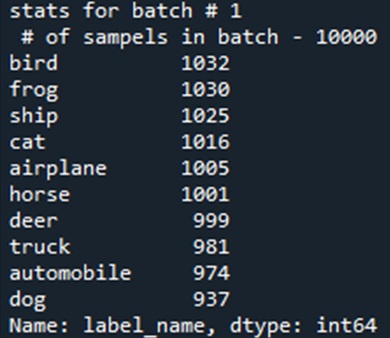 stats for batch # 1
# of sampels in batch - 10000
bird 1032
frog 1030
ship 1025
cat 1016
airplane 1005
horse 1001
deer 999
truck 981
automobile 974
dog 937
Name: label_name, dtype: int64